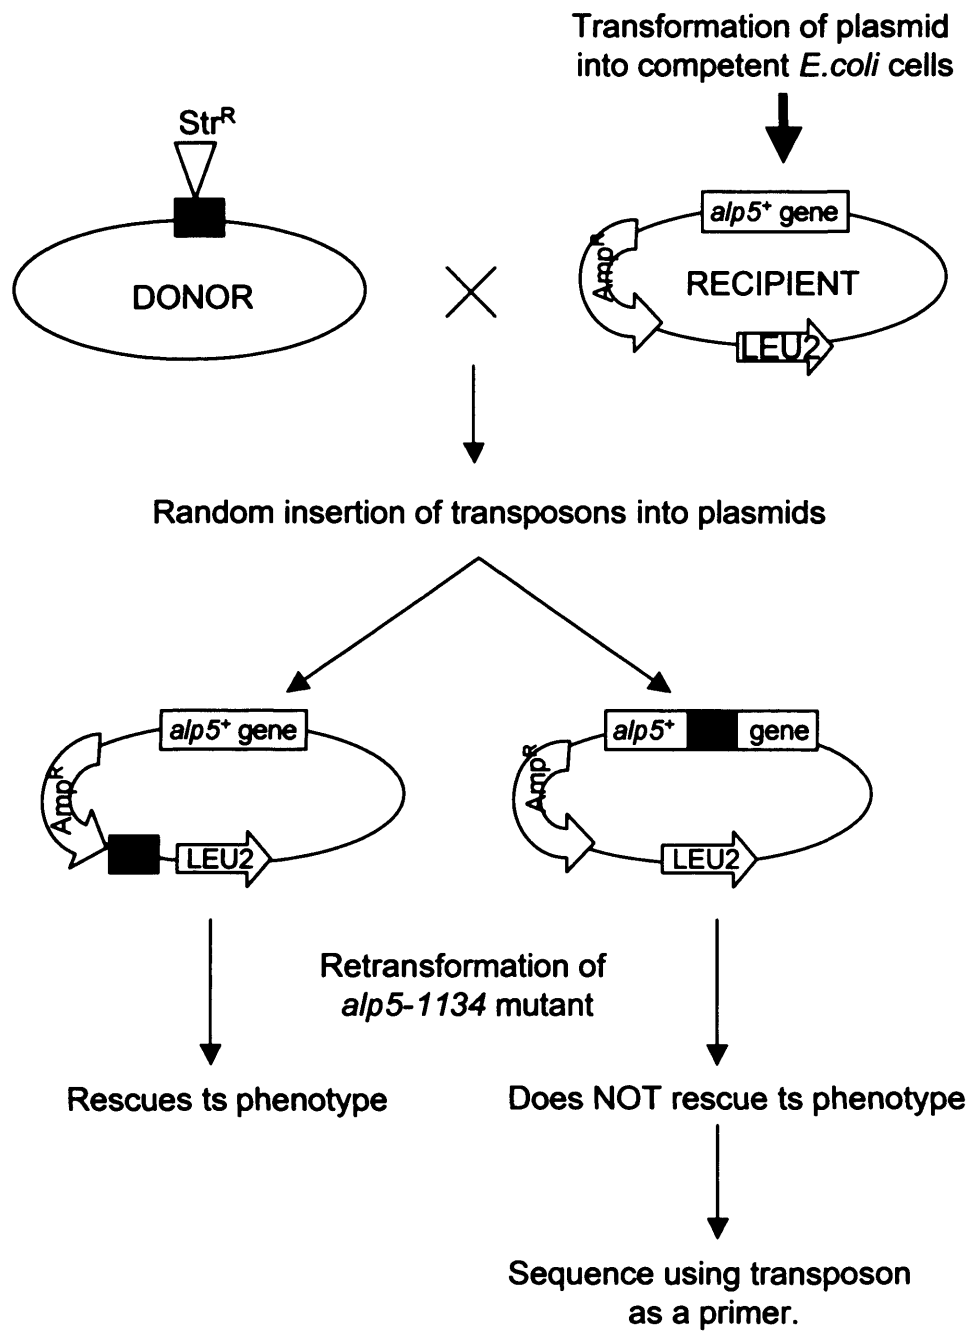 Transformation of plasmid
into competent E.coli cells
StrR
DONOR
alp5+ gene
AmpR
RECIPIENT
LEU2
Random insertion of transposons into plasmids
alp5+ gene
AmpR
LEU2
alp5+ gene
AmpR
LEU2
Retransformation of
alp5-1134 mutant
Rescues ts phenotype
Does NOT rescue ts phenotype
Sequence using transposon
as a primer.